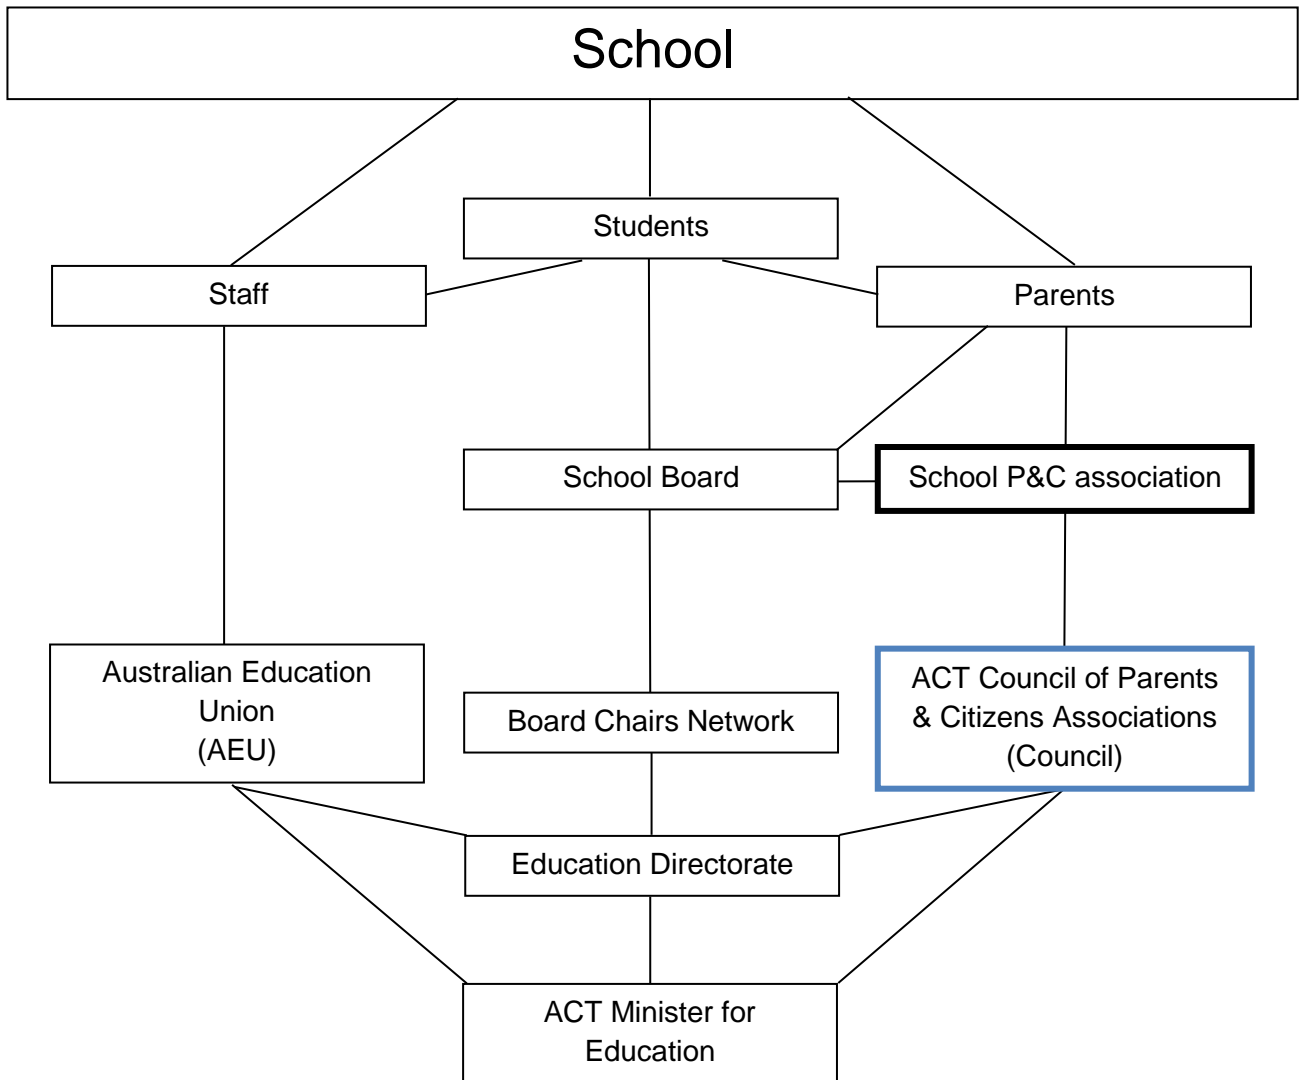 School
Students
Staff
Parents
School Board
School P&C association
Australian Education
Union
(AEU)
Board Chairs Network
ACT Council of Parents
& Citizens Associations
(Council)
Education Directorate
ACT Minister for
Education